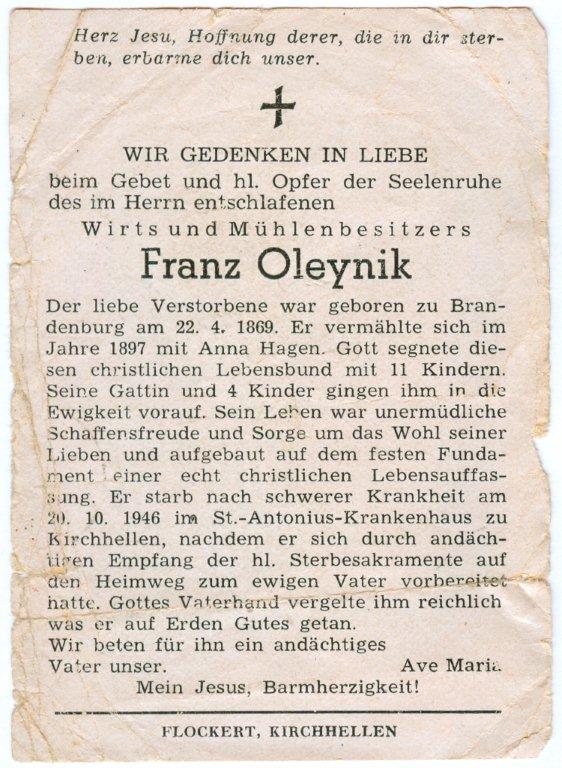 Herz Jesu, Hoffnung derer, die in dir ster-
ben, erbarme dich unser.
WIR GEDENKEN IN LIEBE
beim Gebet und hl. Opfer der Seelenruhe
des im Herrn entschlafenen
Wirts und Mühlenbesitzers
Franz Oleynik
Der liebe Verstorbene war geboren zu Bran-
denburg am 22. 4. 1869. Er vermählte sich im
Jahre 1897 mit Anna Hagen. Gott segnete die-
sen christlichen Lebensbund mit 11 Kindern.
Seine Gattin und 4 Kinder gingen ihm in die
Ewigkeit vorauf. Sein Leben war unermüdliche
Schaffensfreude und Sorge um das Wohl seiner
Lieben und aufgebaut auf dem festen Funda-
ment einer echt christlichen Lebensauffas-
sung. Er starb nach schwerer Krankheit am
20. 10. 1946 im St.-Antonius-Krankenhaus zu
Kirchhellen, nachdem er sich durch andäch-
tigen Empfang der hl. Sterbesakramente auf
den Heimweg zum ewigen Vater vorbereitet
hatte. Gottes Vaterhand vergelte ihm reichlich
was er auf Erden Gutes getan.
Wir beten für ihn ein andächtiges
Vater unser. Ave Maria.
Mein Jesus, Barmherzigkeit!
FLOCKERT, KIRCHHELLEN